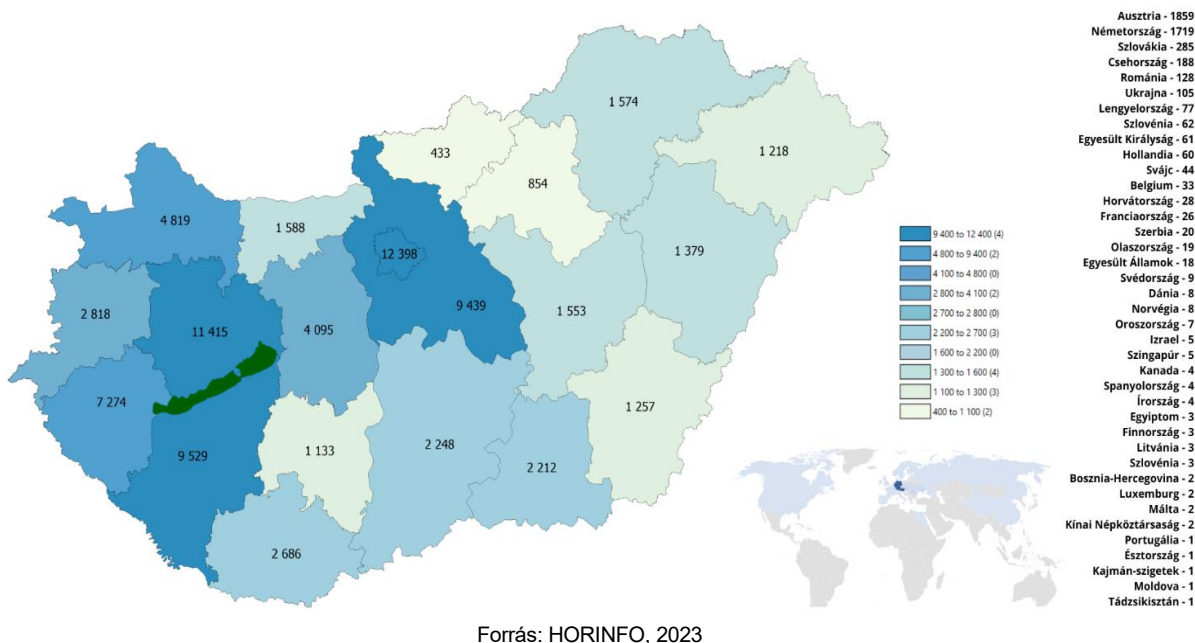 1 574
1 218
433
854
4 819
1 588
12 398
1 379
2 818
11 415
4 095
9 439
1 553
7 274
9 529
1 133
2 248
2 212
1 257
2 686
9 400 to 12 400 (4)
4 800 to 9 400 (2)
4 100 to 4 800 (0)
2 800 to 4 100 (2)
2 700 to 2 800 (0)
2 200 to 2 700 (3)
1 600 to 2 200 (0)
1 300 to 1 600 (4)
1 100 to 1 300 (3)
400 to 1 100 (2)
Ausztria - 1859
Németország - 1719
Szlovákia - 285
Csehország - 188
Románia - 128
Ukrajna - 105
Lengyelország - 77
Szlovénia - 62
Egyesült Királyság - 61
Hollandia - 60
Svájc - 44
Belgium - 33
Horvátország - 28
Franciaország - 26
Szerbia - 20
Olaszország - 19
Egyesült Államok - 18
Svédország - 9
Dánia - 8
Norvégia - 8
Oroszország - 7
Izrael - 5
Szingapúr - 5
Kanada - 4
Spanyolország - 4
Írország - 4
Egyiptom - 3
Finnország - 3
Litvánia - 3
Szlovénia - 3
Bosznia-Hercegovina - 2
Luxemburg - 2
Málta - 2
Kínai Népköztársaság - 2
Portugália - 1
Észtország - 1
Kajmán-szigetek - 1
Moldova - 1
Tádzsikisztán - 1
Forrás: HORINFO, 2023